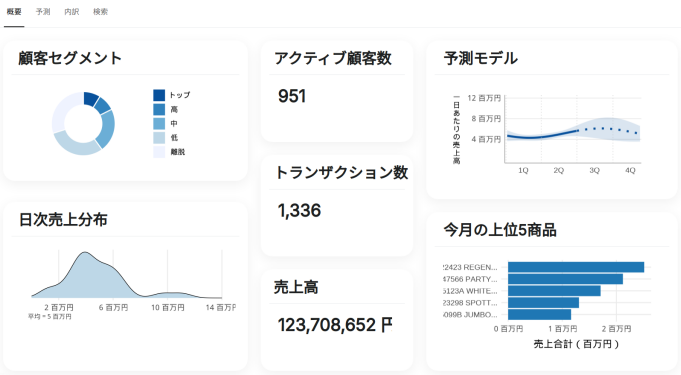 概要 予測 内訳 検索
顧客セグメント
トップ
高
中
低
離脱
日次売上分布
2 百万円 6 百万円 10 百万円 14 百万
平均 = 5 百万円
アクティブ顧客数
951
トランザクション数
1,336
売上高
123,708,652
予測モデル
一日あたりの売上高
12 百万円
8 百万円
4 百万円
1Q 2Q 3Q 4Q
今月の上位5商品
22423 REGEN...
47566 PARTY...
5123A WHITE...
23298 SPOTT...
5099B JUMBO...
0 百万円 1 百万円 2 百万円
売上合計 ( 百万円 )